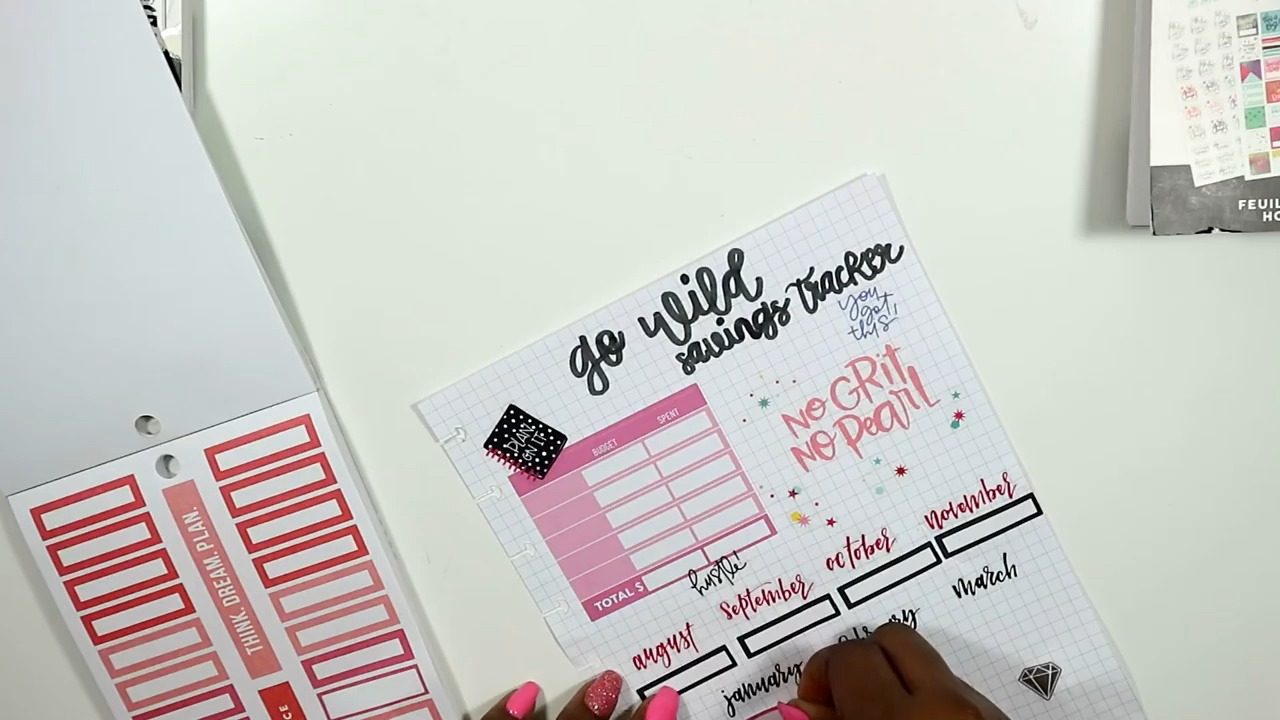 go wild
savings tracker
you
got
this!
NO GRIT
NO PEARL
PLAN
ON IT!
BUDGET SPENT
TOTAL $
hustle!
august september october november
january march
THINK. DREAM. PLAN.